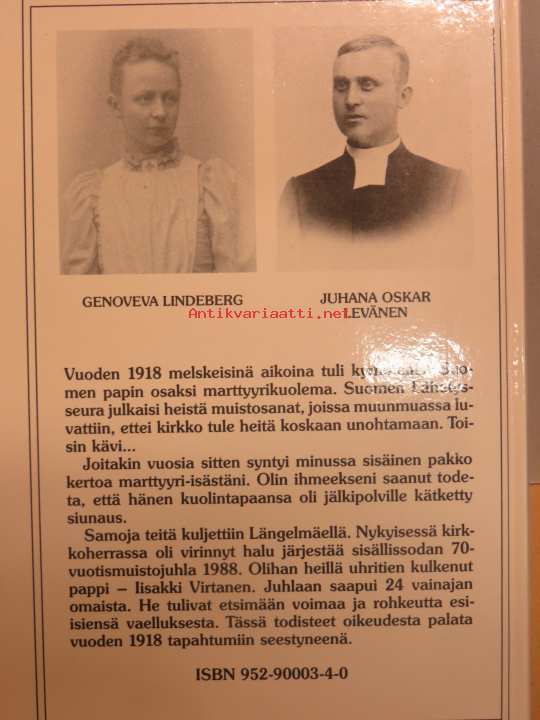 GENOVEVA LINDEBERG
JUHANA OSKAR
LEVÄNEN
Antikvariaatti.net
Vuoden 1918 melskeisinä aikoina tuli
men papin osaksi marttyyrikuolema. Suomen Lähetys-
seura julkaisi heistä muistosanat, joissa muunmuassa lu-
vattiin, ettei kirkko tule heitä koskaan unohtamaan. Toi-
sin kävi...
Joitakin vuosia sitten syntyi minussa sisäinen pakko
kertoa marttyyri-isästäni. Olin ihmeekseni saanut tode-
ta, että hänen kuolintapaansa oli jälkipolville kätketty
siunaus.
Samoja teitä kuljettiin Längelmäellä. Nykyisessä kirk-
koherrassa oli virinnyt halu järjestää sisällissodan 70-
vuotismuistojuhla 1988. Olihan heillä uhritien kulkenut
pappi – Iisakki Virtanen. Juhlaan saapui 24 vainajan
omaista. He tulivat etsimään voimaa ja rohkeutta esi-
isiensä vaelluksesta. Tässä todisteet oikeudesta palata
vuoden 1918 tapahtumiin seestyneenä.
ISBN 952-90003-4-0